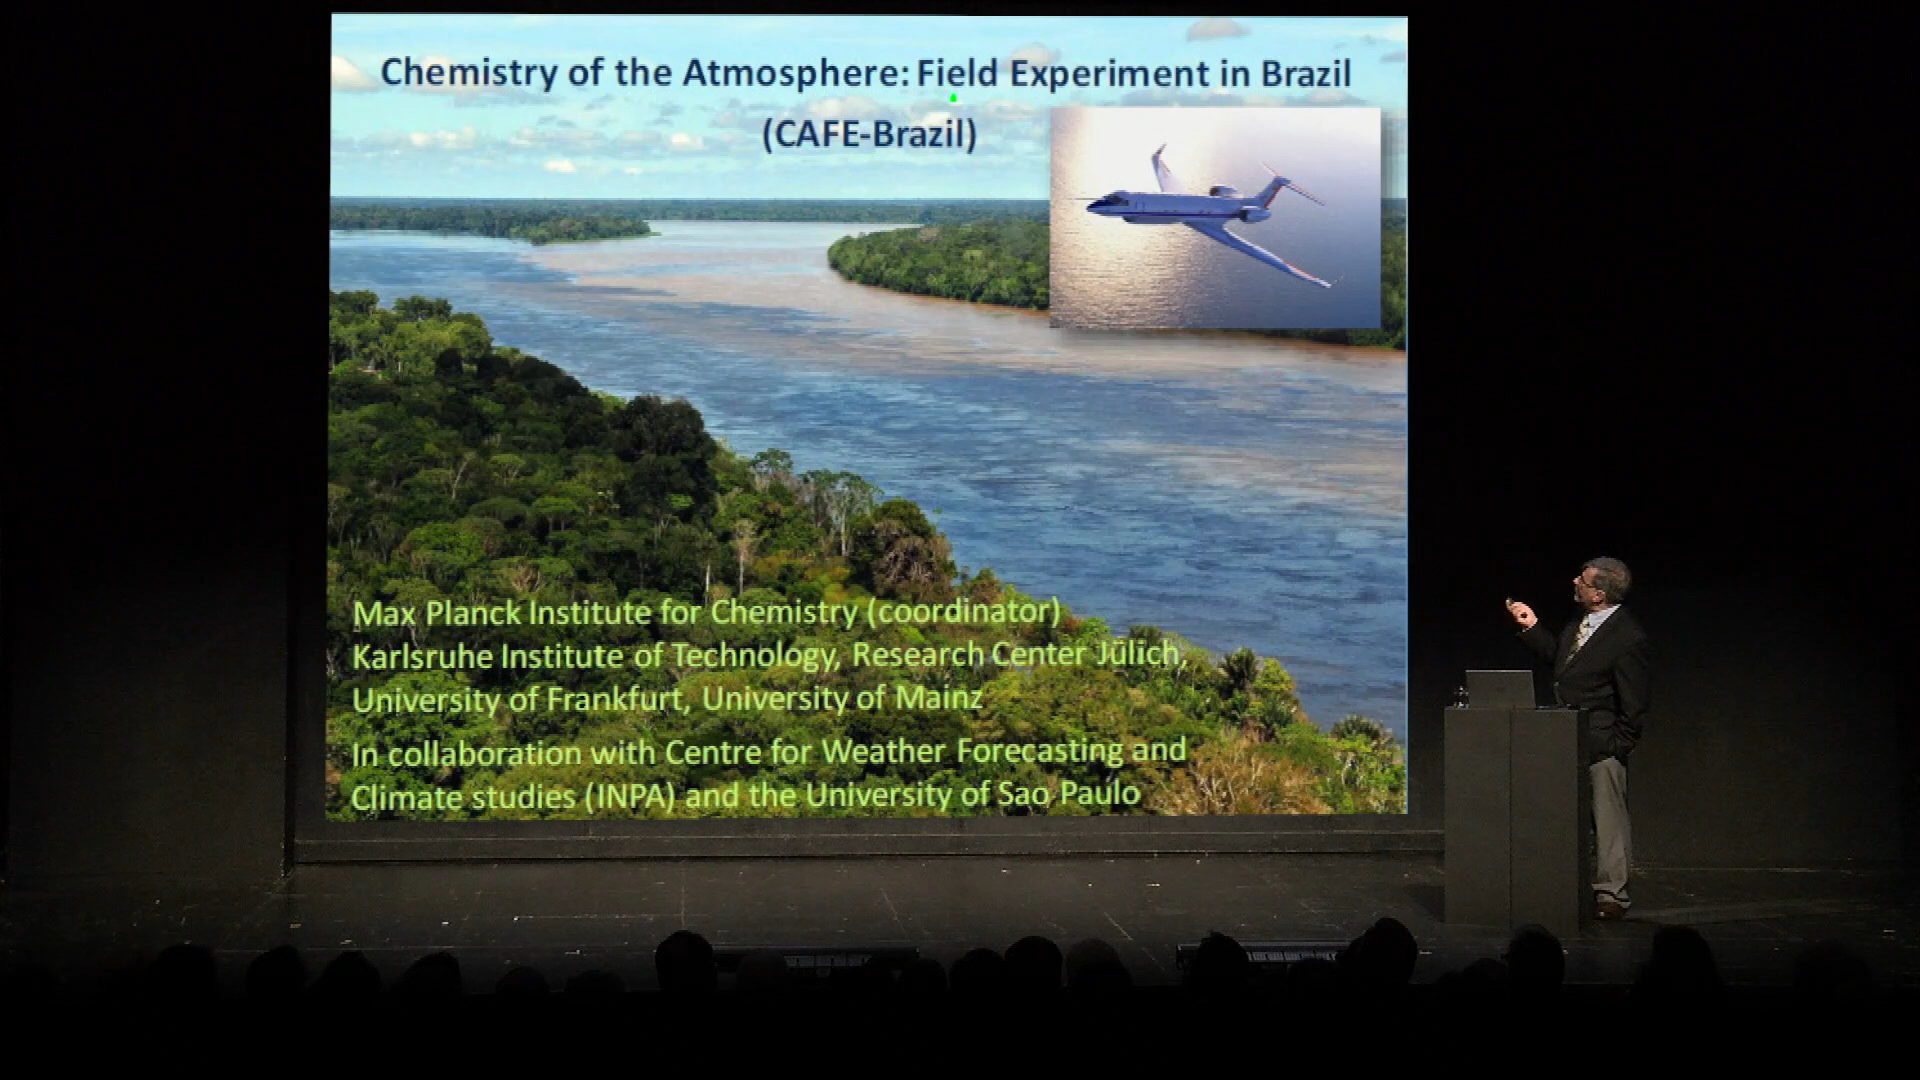 Chemistry of the Atmosphere: Field Experiment in Brazil
(CAFE-Brazil)
Max Planck Institute for Chemistry (coordinator)
Karlsruhe Institute of Technology, Research Center Jülich,
University of Frankfurt, University of Mainz
In collaboration with Centre for Weather Forecasting and
Climate studies (INPA) and the University of Sao Paulo